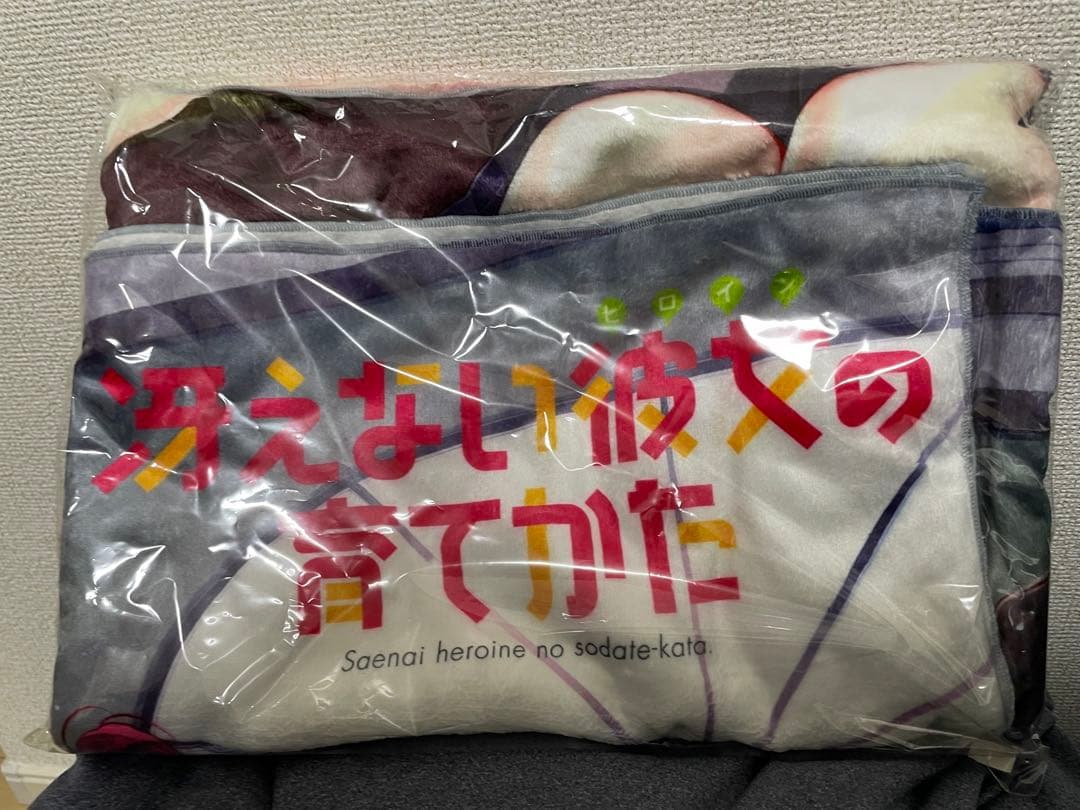 ヒロイン
冴えない彼女の
育てかた
Saenai heroine no sodate-kata.